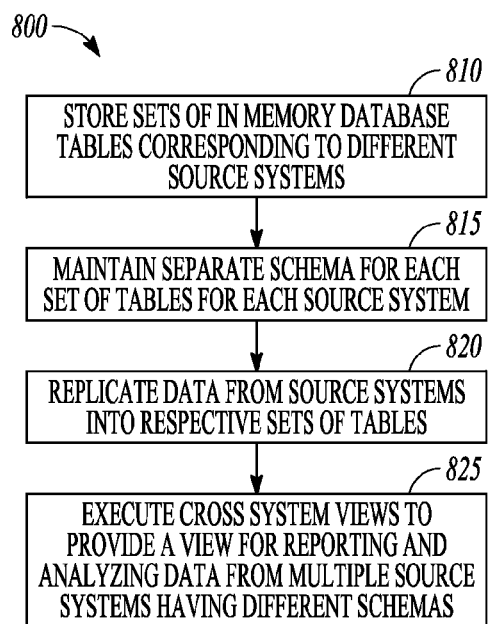 800
810
STORE SETS OF IN MEMORY DATABASE
TABLES CORRESPONDING TO DIFFERENT
SOURCE SYSTEMS
815
MAINTAIN SEPARATE SCHEMA FOR EACH
SET OF TABLES FOR EACH SOURCE SYSTEM
820
REPLICATE DATA FROM SOURCE SYSTEMS
INTO RESPECTIVE SETS OF TABLES
825
EXECUTE CROSS SYSTEM VIEWS TO
PROVIDE A VIEW FOR REPORTING AND
ANALYZING DATA FROM MULTIPLE SOURCE
SYSTEMS HAVING DIFFERENT SCHEMAS